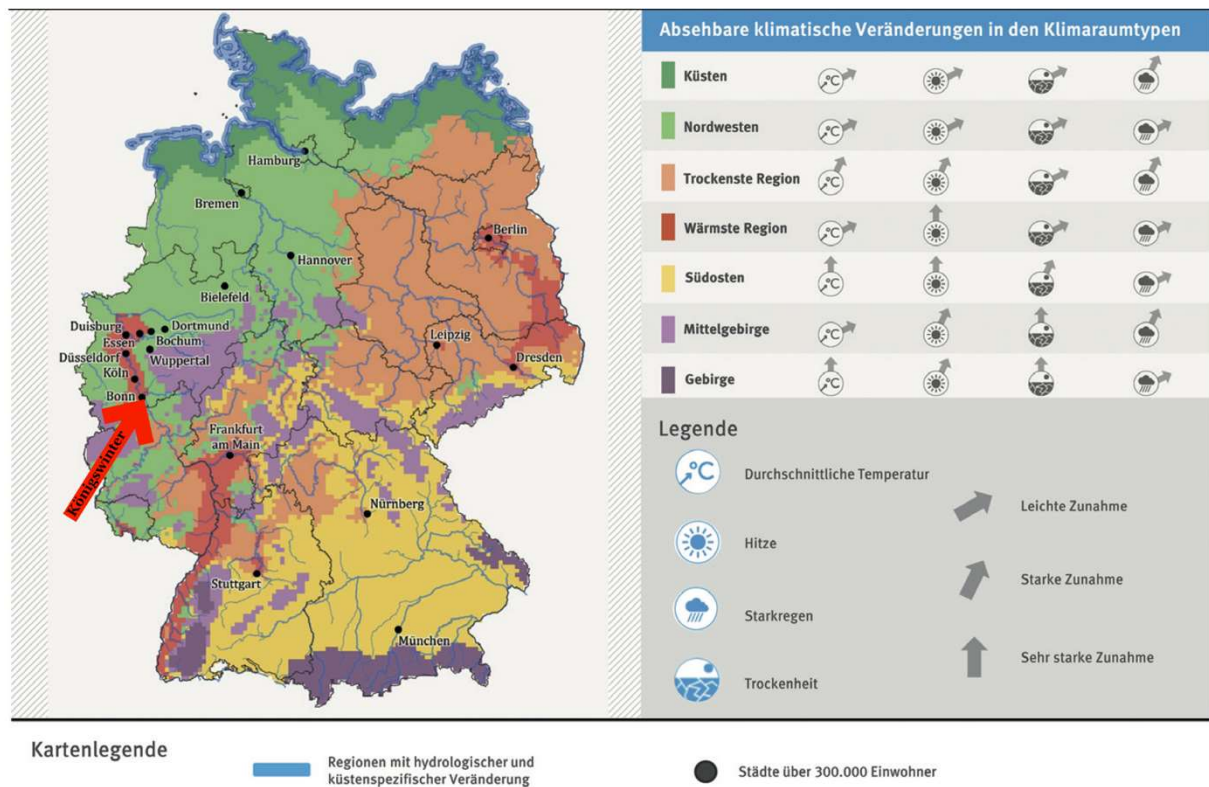 Hamburg
Bremen
Berlin
Hannover
Bielefeld
Duisburg
Dortmund
Essen
Bochum
Düsseldorf
Wuppertal
Köln
Bonn
Leipzig
Dresden
Königswinter
Frankfurt
am Main
Nürnberg
Stuttgart
München
Absehbare klimatische Veränderungen in den Klimaraumtypen
Küsten °C
Nordwesten °C
Trockenste Region °C
Wärmste Region °C
Südosten °C
Mittelgebirge °C
Gebirge °C
Legende
°C Durchschnittliche Temperatur
Leichte Zunahme
Hitze
Starke Zunahme
Starkregen
Sehr starke Zunahme
Trockenheit
Kartenlegende
Regionen mit hydrologischer und
küstenspezifischer Veränderung
Städte über 300.000 Einwohner